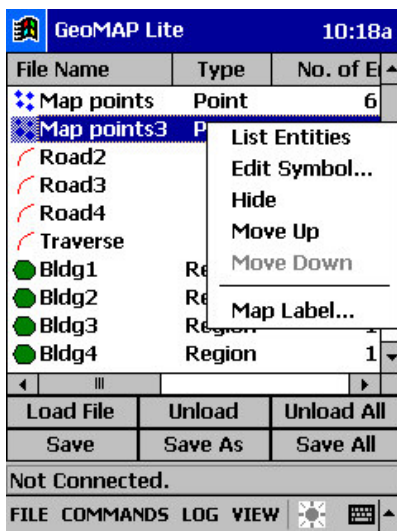 GeoMAP Lite 10:18a
File Name Type No. of El
Map points Point 6
Map points3 P
List Entities
Edit Symbol...
Hide
Move Up
Move Down
Map Label...
Road2
Road3
Road4
Traverse
Bldg1 Re
Bldg2 Re
Bldg3 Region 1
Bldg4 Region 1
Load File Unload Unload All
Save Save As Save All
Not Connected.
FILE COMMANDS LOG VIEW